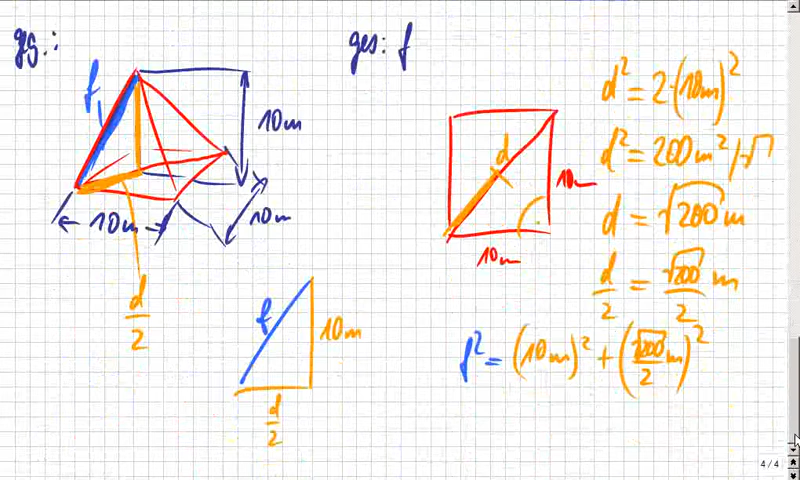 gg.:
ges: f
f
10m
10m
10m
d/2
f
10m
d/2
d
10m
10m
d² = 2·(10m)²
d² = 200m² /√
d = √200 m
d/2 = √200/2 m
f² = (10m)² + (√200/2 m)²
4/4